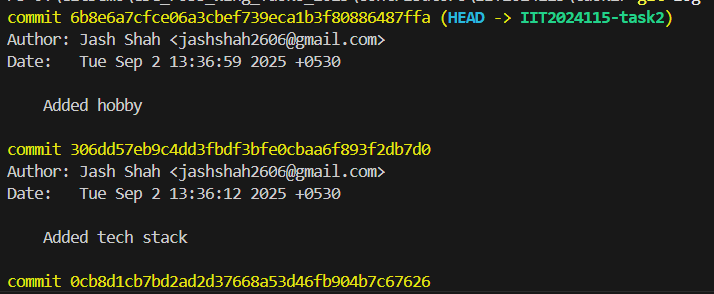 commit 6b8e6a7cfce06a3cbef739eca1b3f80886487ffa (HEAD -> IIT2024115-task2)
Author: Jash Shah <jashshah2606@gmail.com>
Date:   Tue Sep 2 13:36:59 2025 +0530
Added hobby
commit 306dd57eb9c4dd3fbdf3bfe0cbaa6f893f2db7d0
Author: Jash Shah <jashshah2606@gmail.com>
Date:   Tue Sep 2 13:36:12 2025 +0530
Added tech stack
commit 0cb8d1cb7bd2ad2d37668a53d46fb904b7c67626